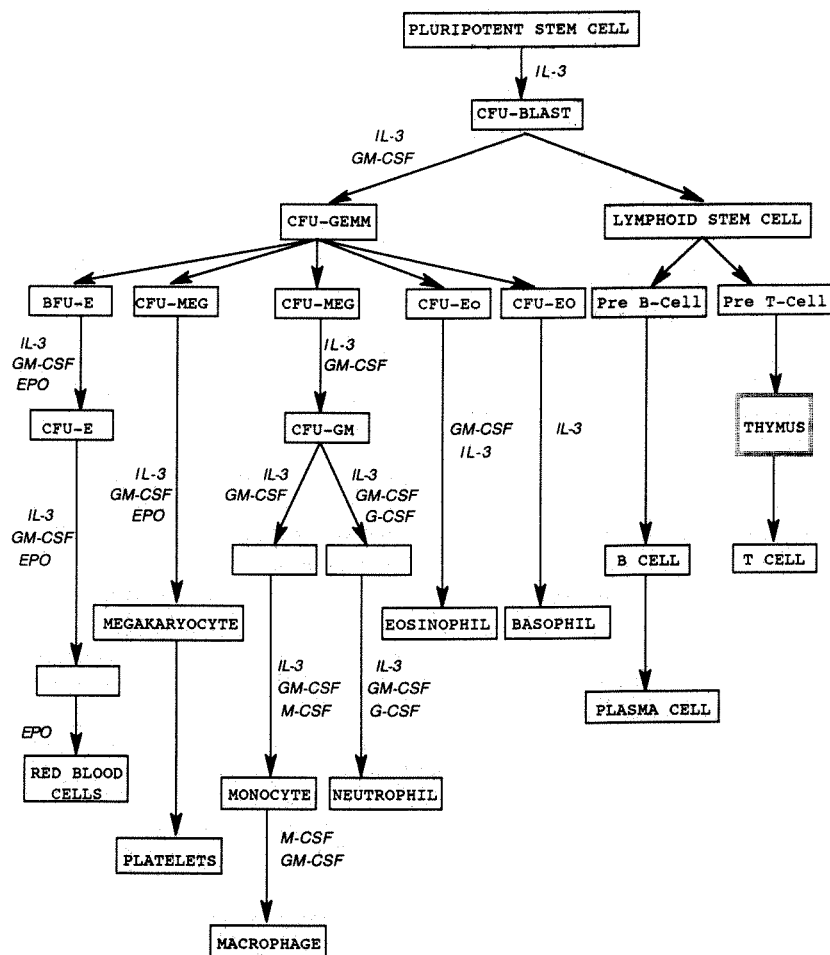 PLURIPOTENT STEM CELL
IL-3
CFU-BLAST
IL-3
GM-CSF
CFU-GEMM
LYMPHOID STEM CELL
BFU-E
CFU-MEG
CFU-MEG
CFU-Eo
CFU-EO
Pre B-Cell
Pre T-Cell
IL-3
GM-CSF
EPO
IL-3
GM-CSF
CFU-E
CFU-GM
GM-CSF
IL-3
IL-3
THYMUS
IL-3
GM-CSF
EPO
IL-3
GM-CSF
EPO
IL-3
GM-CSF
IL-3
GM-CSF
G-CSF
B CELL
T CELL
MEGAKARYOCYTE
EOSINOPHIL
BASOPHIL
IL-3
GM-CSF
M-CSF
IL-3
GM-CSF
G-CSF
PLASMA CELL
EPO
RED BLOOD
CELLS
MONOCYTE
NEUTROPHIL
PLATELETS
M-CSF
GM-CSF
MACROPHAGE